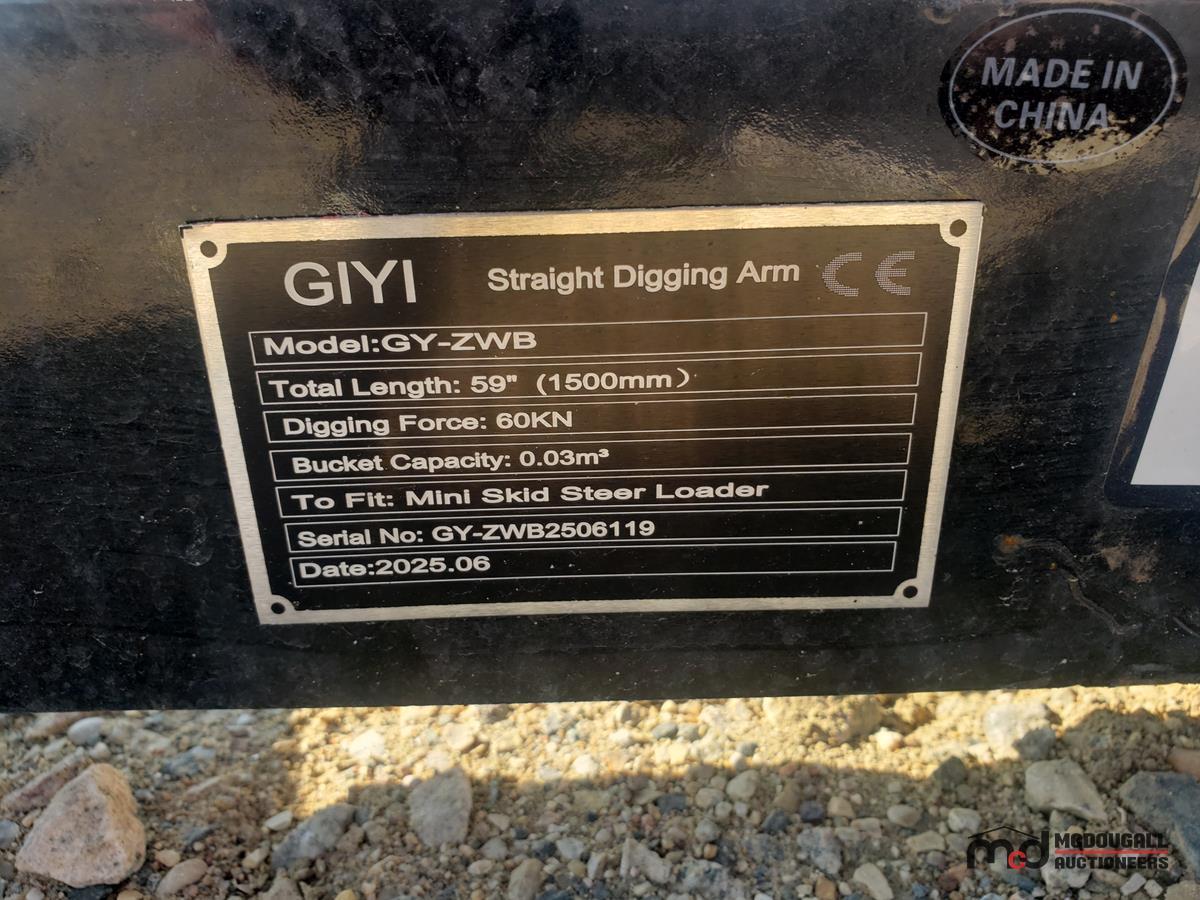 MADE IN
CHINA
GIYI Straight Digging Arm CE
Model:GY-ZWB
Total Length: 59" (1500mm）
Digging Force: 60KN
Bucket Capacity: 0.03m³
To Fit: Mini Skid Steer Loader
Serial No: GY-ZWB2506119
Date:2025.06
mcd MCDOUGALL
AUCTIONEERS